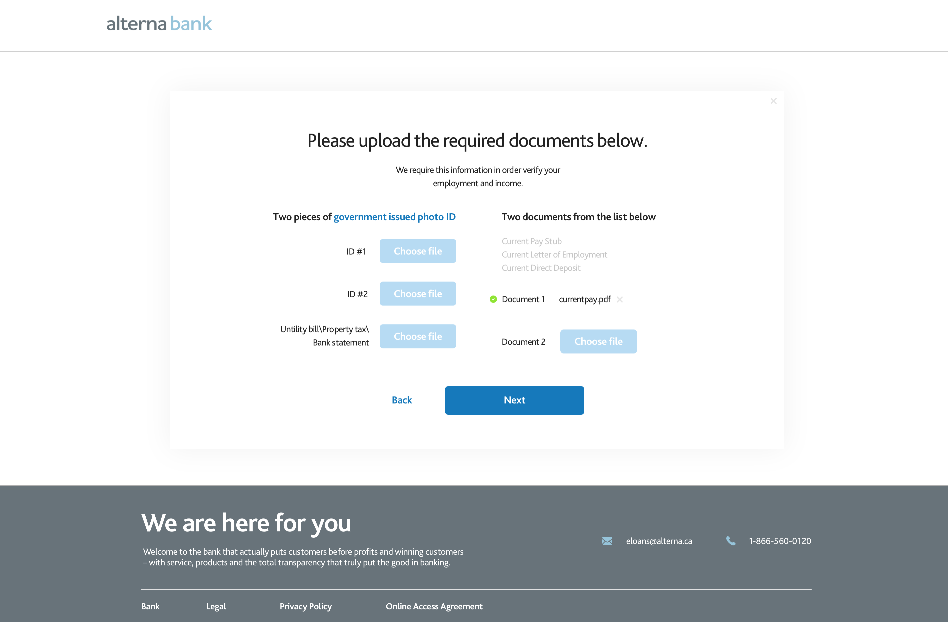 alterna bank
Please upload the required documents below.
We require this information in order verify your
employment and income.
Two pieces of government issued photo ID
ID #1 Choose file
ID #2 Choose file
Untility bill\Property tax\
Bank statement
Choose file
Two documents from the list below
Current Pay Stub
Current Letter of Employment
Current Direct Deposit
Document 1 currentpay.pdf
Document 2 Choose file
Back Next
We are here for you
Welcome to the bank that actually puts customers before profits and winning customers
– with service, products and the total transparency that truly put the good in banking.
eloans@alterna.ca 1-866-560-0120
Bank Legal Privacy Policy Online Access Agreement